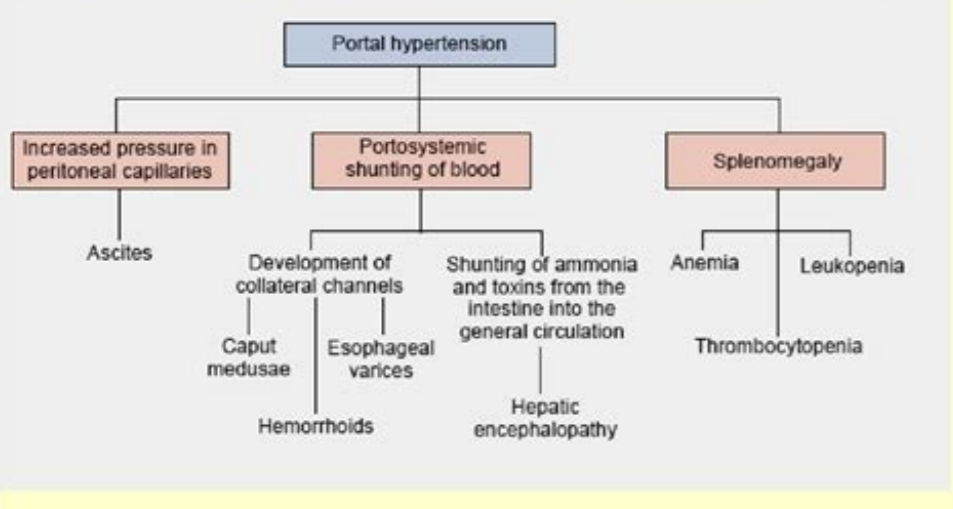 Portal hypertension
Increased pressure in
peritoneal capillaries
Portosystemic
shunting of blood
Splenomegaly
Ascites
Development of
collateral channels
Shunting of ammonia
and toxins from the
intestine into the
general circulation
Anemia
Leukopenia
Caput
medusae
Esophageal
varices
Thrombocytopenia
Hemorrhoids
Hepatic
encephalopathy